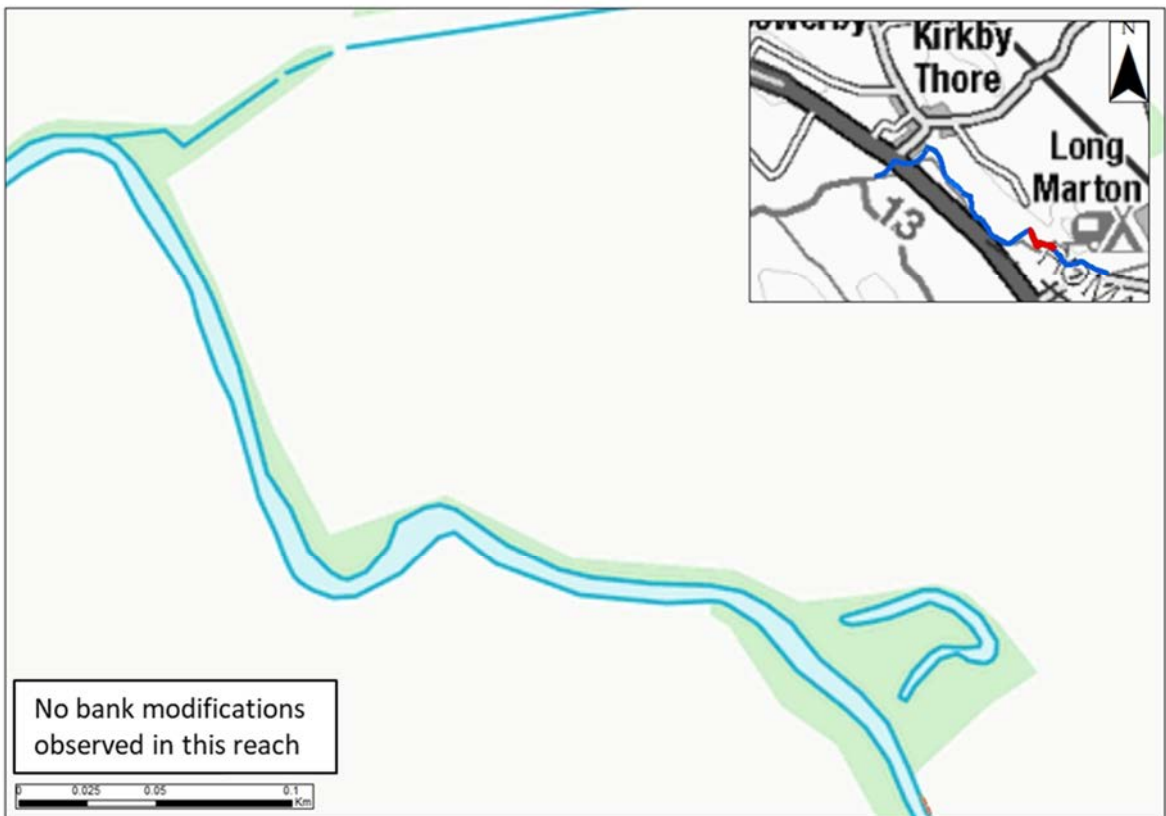 N
Kirkby
Thore
Long
Marton
13
No bank modifications
observed in this reach
0 0.025 0.05 0.1
Km